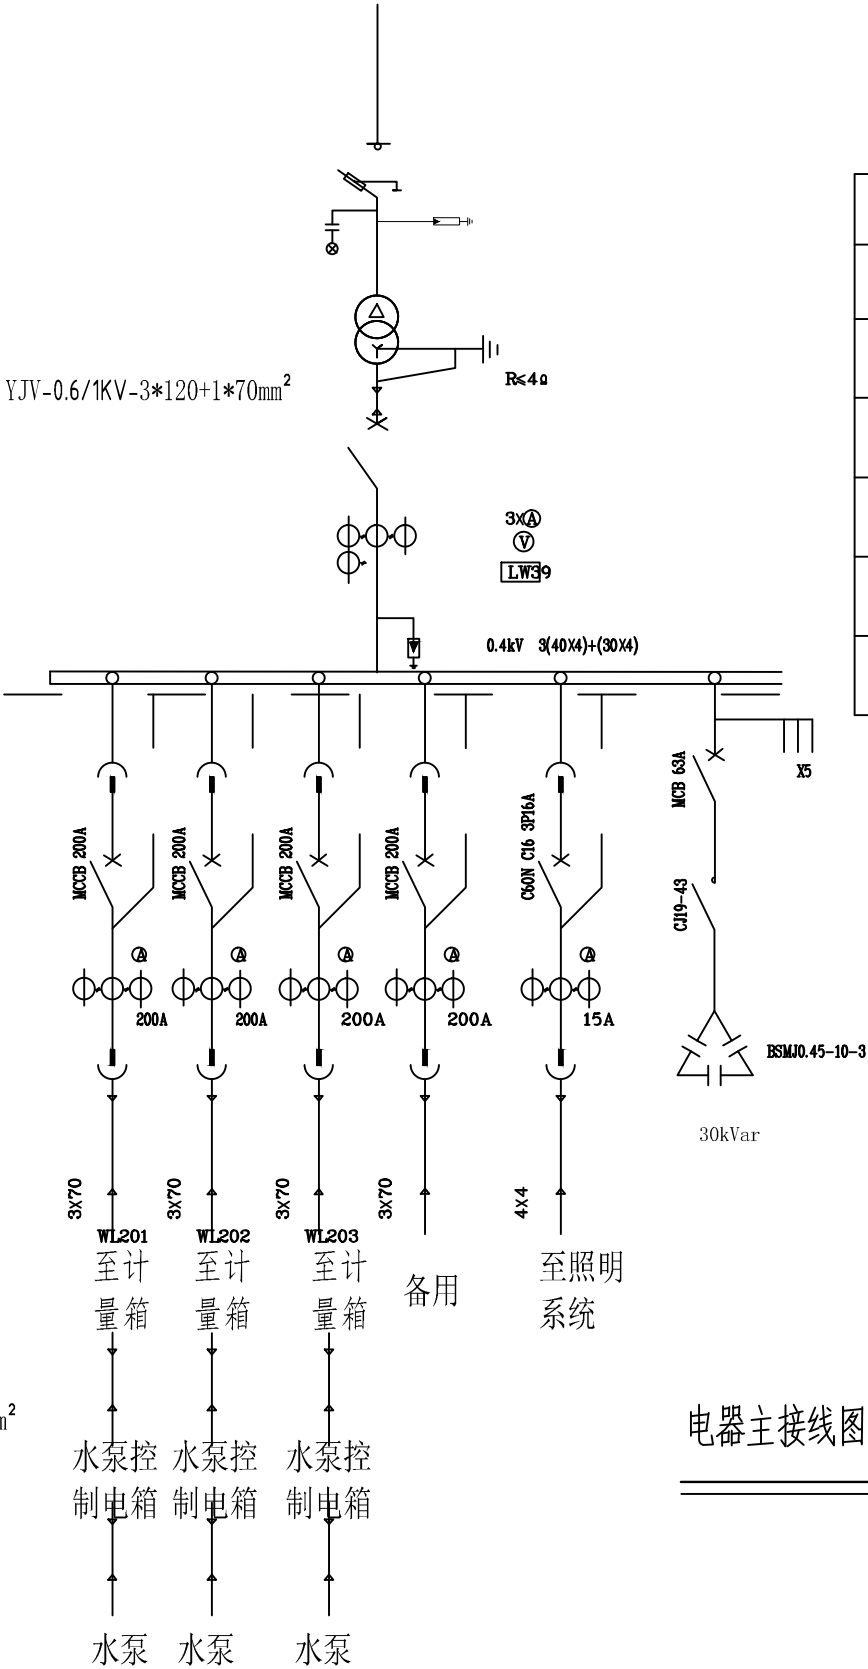 YJV-0.6/1KV-3*120+1*70mm²
R≤4Ω
3XⒶ
Ⓥ
LW39
0.4kV 3(40X4)+(30X4)
MCCB 200A
MCCB 200A
MCCB 200A
MCCB 200A
C60N C16 3P16A
MCB 63A
X5
CJ19-43
A
A
A
A
A
200A
200A
200A
200A
15A
BSMJ0.45-10-3
30kVar
3X70
3X70
3X70
3X70
4X4
WL201
WL202
WL203
至计
量箱
至计
量箱
至计
量箱
备用
至照明
系统
m²
电器主接线图
水泵控
制电箱
水泵控
制电箱
水泵控
制电箱
水泵
水泵
水泵